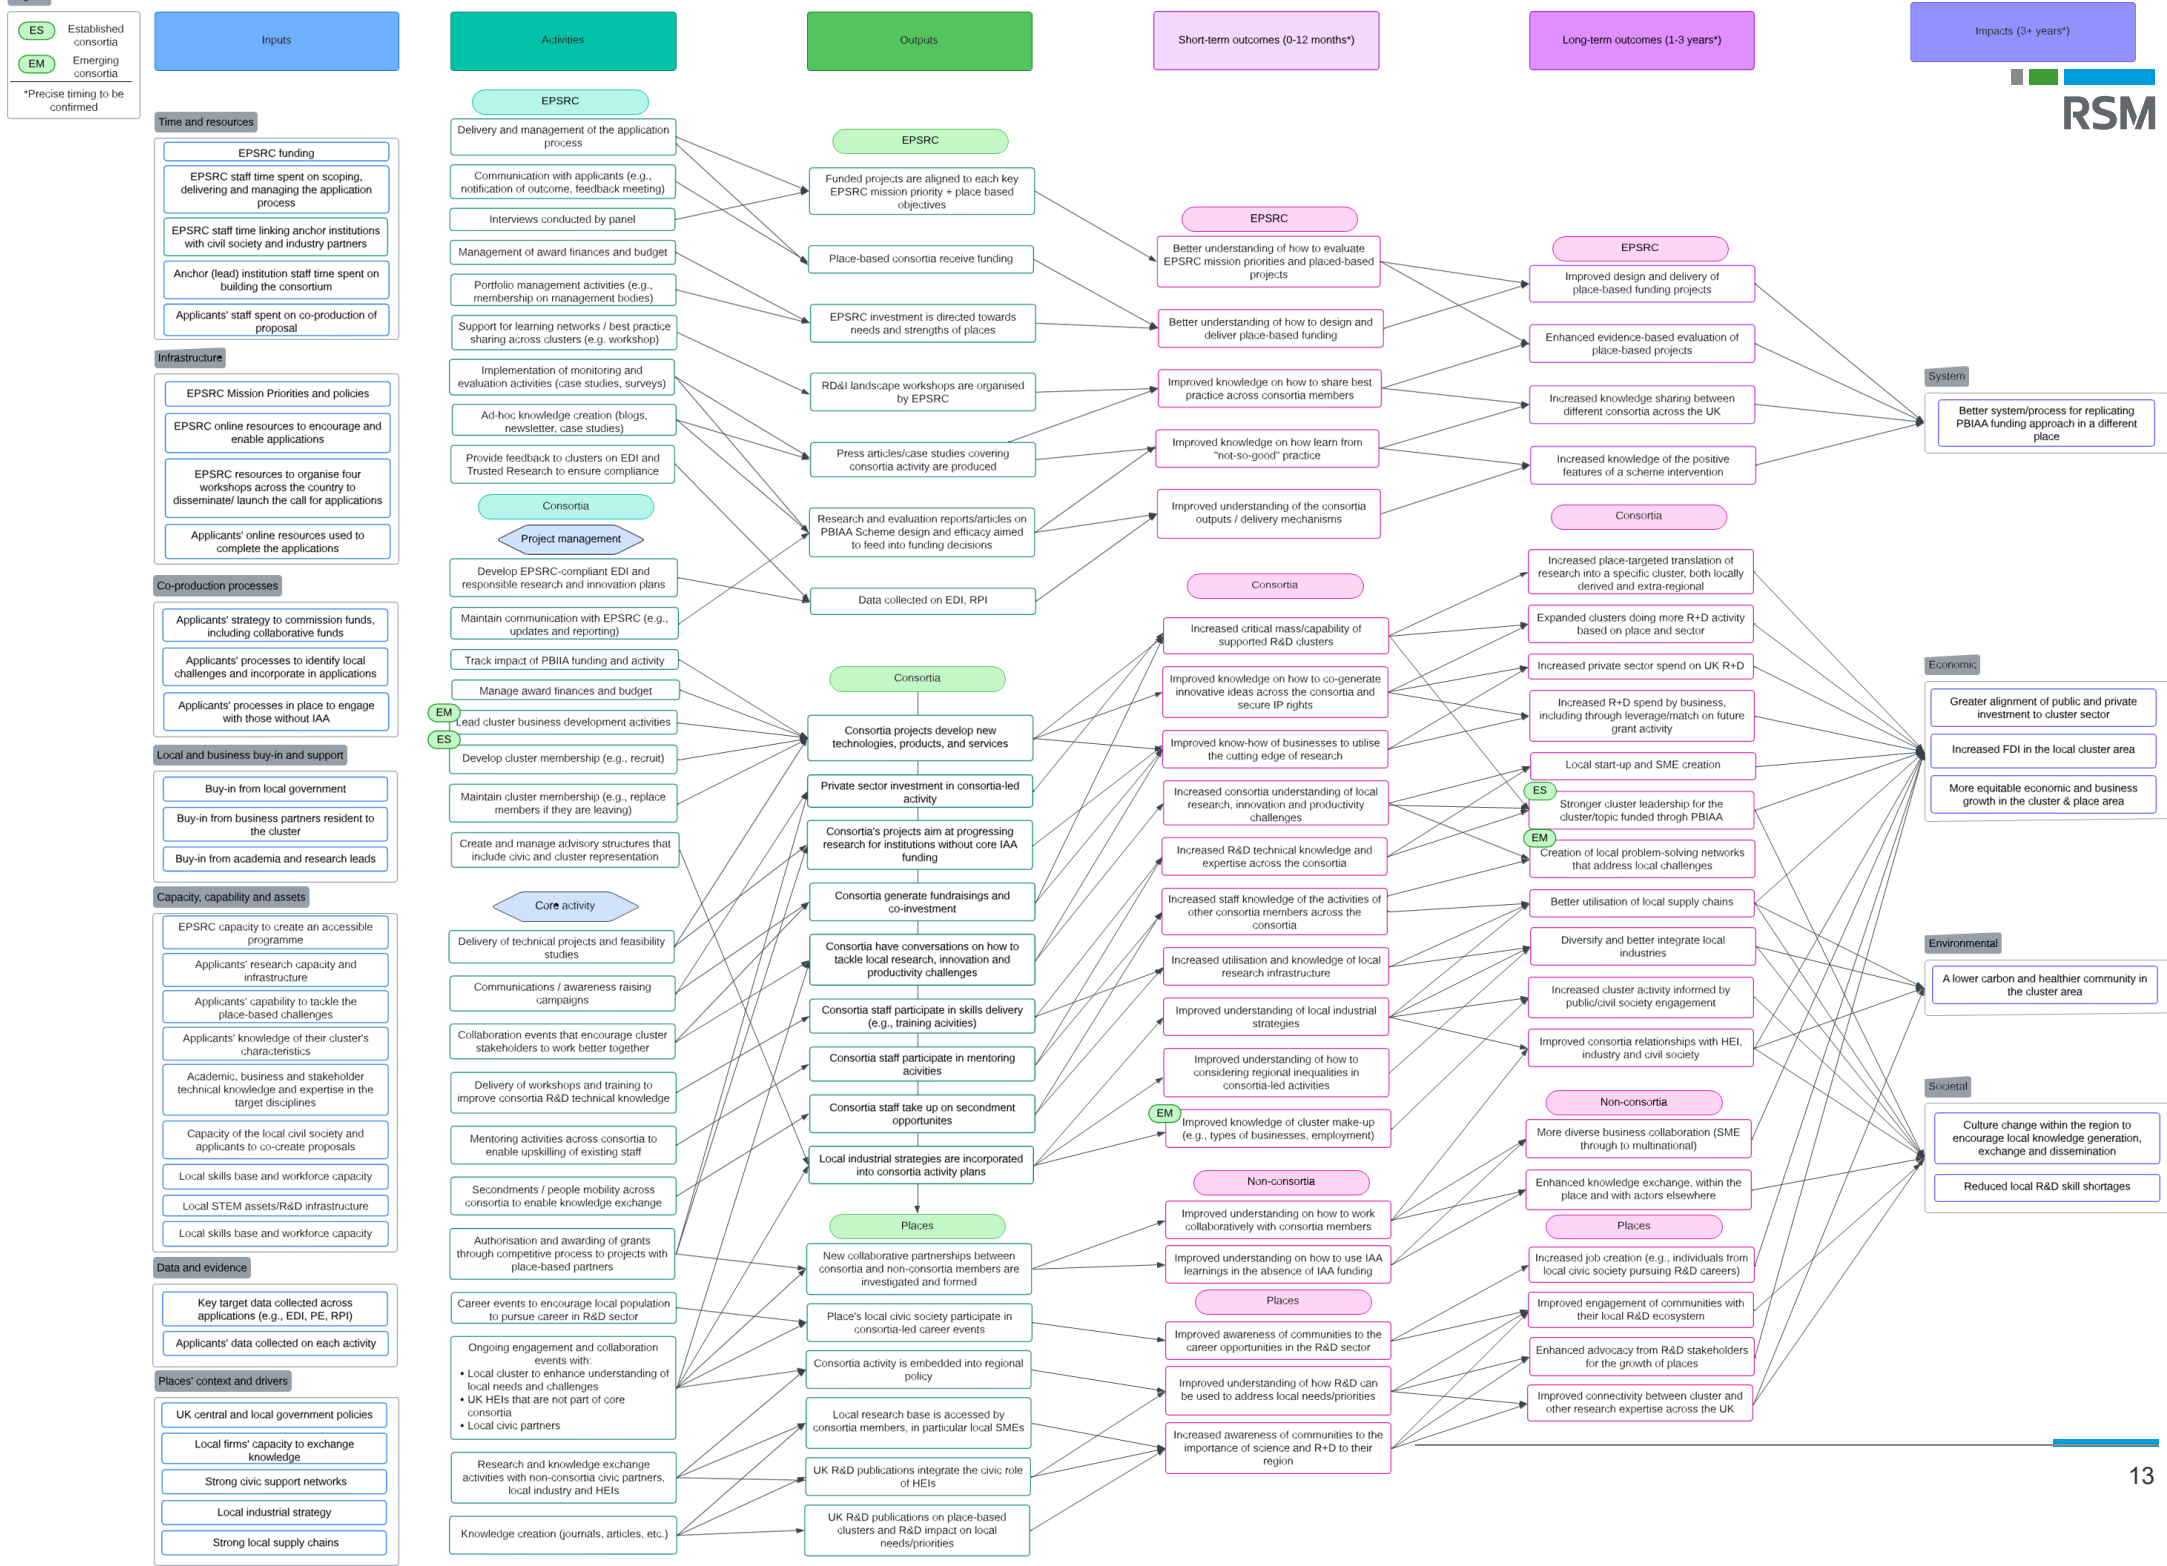 ES
Established
consortia
EM
Emerging
consortia
*Precise timing to be
confirmed
Inputs
Activities
Outputs
Short-term outcomes (0-12 months*)
Long-term outcomes (1-3 years*)
Impacts (3+ years*)
RSM
Time and resources
EPSRC funding
EPSRC staff time spent on scoping,
delivering and managing the application
process
EPSRC staff time linking anchor institutions
with civil society and industry partners
Anchor (lead) institution staff time spent on
building the consortium
Applicants' staff spent on co-production of
proposal
Infrastructure
EPSRC Mission Priorities and policies
EPSRC online resources to encourage and
enable applications
EPSRC resources to organise four
workshops across the country to
disseminate/ launch the call for applications
Applicants' online resources used to
complete the applications
Co-production processes
Applicants' strategy to commission funds,
including collaborative funds
Applicants' processes to identify local
challenges and incorporate in applications
Applicants' processes in place to engage
with those without IAA
Local and business buy-in and support
Buy-in from local government
Buy-in from business partners resident to
the cluster
Buy-in from academia and research leads
Capacity, capability and assets
EPSRC capacity to create an accessible
programme
Applicants' research capacity and
infrastructure
Applicants' capability to tackle the
place-based challenges
Applicants' knowledge of their cluster's
characteristics
Academic, business and stakeholder
technical knowledge and expertise in the
target disciplines
Capacity of the local civil society and
applicants to co-create proposals
Local skills base and workforce capacity
Local STEM assets/R&D infrastructure
Local skills base and workforce capacity
Data and evidence
Key target data collected across
applications (e.g., EDI, PE, RPI)
Applicants' data collected on each activity
Places' context and drivers
UK central and local government policies
Local firms' capacity to exchange
knowledge
Strong civic support networks
Local industrial strategy
Strong local supply chains
EPSRC
Delivery and management of the application
process
Communication with applicants (e.g.,
notification of outcome, feedback meeting)
Interviews conducted by panel
Management of award finances and budget
Portfolio management activities (e.g.,
membership on management bodies)
Support for learning networks / best practice
sharing across clusters (e.g. workshop)
Implementation of monitoring and
evaluation activities (case studies, surveys)
Ad-hoc knowledge creation (blogs,
newsletter, case studies)
Provide feedback to clusters on EDI and
Trusted Research to ensure compliance
Consortia
Project management
Develop EPSRC-compliant EDI and
responsible research and innovation plans
Maintain communication with EPSRC (e.g.,
updates and reporting)
Track impact of PBIIA funding and activity
Manage award finances and budget
EM
Lead cluster business development activities
ES
Develop cluster membership (e.g., recruit)
Maintain cluster membership (e.g., replace
members if they are leaving)
Create and manage advisory structures that
include civic and cluster representation
Core activity
Delivery of technical projects and feasibility
studies
Communications / awareness raising
campaigns
Collaboration events that encourage cluster
stakeholders to work better together
Delivery of workshops and training to
improve consortia R&D technical knowledge
Mentoring activities across consortia to
enable upskilling of existing staff
Secondments / people mobility across
consortia to enable knowledge exchange
Authorisation and awarding of grants
through competitive process to projects with
place-based partners
Career events to encourage local population
to pursue career in R&D sector
Ongoing engagement and collaboration
events with:
• Local cluster to enhance understanding of
local needs and challenges
• UK HEIs that are not part of core
consortia
• Local civic partners
Research and knowledge exchange
activities with non-consortia civic partners,
local industry and HEIs
Knowledge creation (journals, articles, etc.)
EPSRC
Funded projects are aligned to each key
EPSRC mission priority + place based
objectives
Place-based consortia receive funding
EPSRC investment is directed towards
needs and strengths of places
RD&I landscape workshops are organised
by EPSRC
Press articles/case studies covering
consortia activity are produced
Research and evaluation reports/articles on
PBIAA Scheme design and efficacy aimed
to feed into funding decisions
Data collected on EDI, RPI
Consortia
Consortia projects develop new
technologies, products, and services
Private sector investment in consortia-led
activity
Consortia's projects aim at progressing
research for institutions without core IAA
funding
Consortia generate fundraisings and
co-investment
Consortia have conversations on how to
tackle local research, innovation and
productivity challenges
Consortia staff participate in skills delivery
(e.g., training acivities)
Consortia staff participate in mentoring
acivities
Consortia staff take up on secondment
opportunites
Local industrial strategies are incorporated
into consortia activity plans
Places
New collaborative partnerships between
consortia and non-consortia members are
investigated and formed
Place's local civic society participate in
consortia-led career events
Consortia activity is embedded into regional
policy
Local research base is accessed by
consortia members, in particular local SMEs
UK R&D publications integrate the civic role
of HEIs
UK R&D publications on place-based
clusters and R&D impact on local
needs/priorities
EPSRC
Better understanding of how to evaluate
EPSRC mission priorities and placed-based
projects
Better understanding of how to design and
deliver place-based funding
Improved knowledge on how to share best
practice across consortia members
Improved knowledge on how learn from
"not-so-good" practice
Improved understanding of the consortia
outputs / delivery mechanisms
Consortia
Increased critical mass/capability of
supported R&D clusters
Improved knowledge on how to co-generate
innovative ideas across the consortia and
secure IP rights
Improved know-how of businesses to utilise
the cutting edge of research
Increased consortia understanding of local
research, innovation and productivity
challenges
Increased R&D technical knowledge and
expertise across the consortia
Increased staff knowledge of the activities of
other consortia members across the
consortia
Increased utilisation and knowledge of local
research infrastructure
Improved understanding of local industrial
strategies
Improved understanding of how to
considering regional inequalities in
consortia-led activities
EM
Improved knowledge of cluster make-up
(e.g., types of businesses, employment)
Non-consortia
Improved understanding on how to work
collaboratively with consortia members
Improved understanding on how to use IAA
learnings in the absence of IAA funding
Places
Improved awareness of communities to the
career opportunities in the R&D sector
Improved understanding of how R&D can
be used to address local needs/priorities
Increased awareness of communities to the
importance of science and R+D to their
region
EPSRC
Improved design and delivery of
place-based funding projects
Enhanced evidence-based evaluation of
place-based projects
Increased knowledge sharing between
different consortia across the UK
Increased knowledge of the positive
features of a scheme intervention
Consortia
Increased place-targeted translation of
research into a specific cluster, both locally
derived and extra-regional
Expanded clusters doing more R+D activity
based on place and sector
Increased private sector spend on UK R+D
Increased R+D spend by business,
including through leverage/match on future
grant activity
Local start-up and SME creation
ES
Stronger cluster leadership for the
cluster/topic funded throgh PBIAA
EM
Creation of local problem-solving networks
that address local challenges
Better utilisation of local supply chains
Diversify and better integrate local
industries
Increased cluster activity informed by
public/civil society engagement
Improved consortia relationships with HEI,
industry and civil society
Non-consortia
More diverse business collaboration (SME
through to multinational)
Enhanced knowledge exchange, within the
place and with actors elsewhere
Places
Increased job creation (e.g., individuals from
local civic society pursuing R&D careers)
Improved engagement of communities with
their local R&D ecosystem
Enhanced advocacy from R&D stakeholders
for the growth of places
Improved connectivity between cluster and
other research expertise across the UK
System
Better system/process for replicating
PBIAA funding approach in a different
place
Economic
Greater alignment of public and private
investment to cluster sector
Increased FDI in the local cluster area
More equitable economic and business
growth in the cluster & place area
Environmental
A lower carbon and healthier community in
the cluster area
Societal
Culture change within the region to
encourage local knowledge generation,
exchange and dissemination
Reduced local R&D skill shortages
13